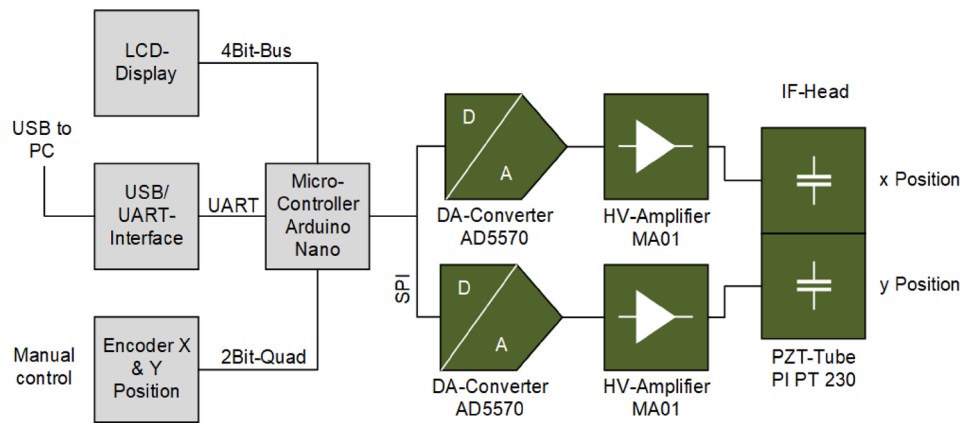 LCD-
Display
4Bit-Bus
USB to
PC
USB/
UART-
Interface
UART
Micro-
Controller
Arduino
Nano
Manual
control
Encoder X
& Y
Position
2Bit-Quad
SPI
D
A
DA-Converter
AD5570
HV-Amplifier
MA01
D
A
DA-Converter
AD5570
HV-Amplifier
MA01
IF-Head
x Position
y Position
PZT-Tube
PI PT 230